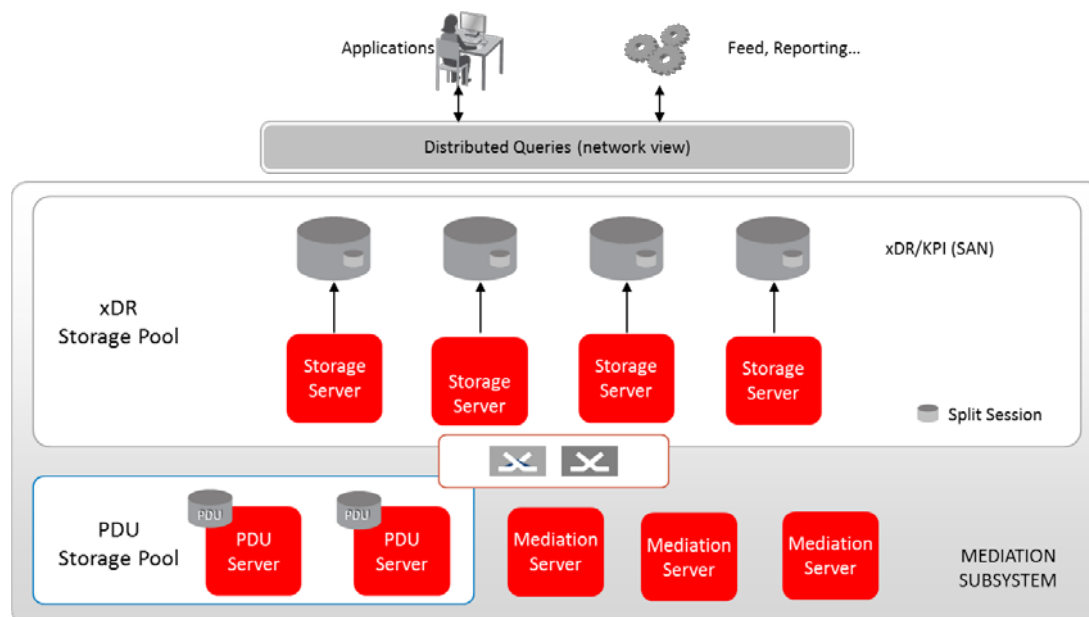 Applications
Feed, Reporting...
Distributed Queries (network view)
xDR/KPI (SAN)
xDR
Storage Pool
Storage
Server
Storage
Server
Storage
Server
Storage
Server
Split Session
PDU
Storage Pool
PDU
PDU
Server
PDU
PDU
Server
Mediation
Server
Mediation
Server
Mediation
Server
MEDIATION
SUBSYSTEM